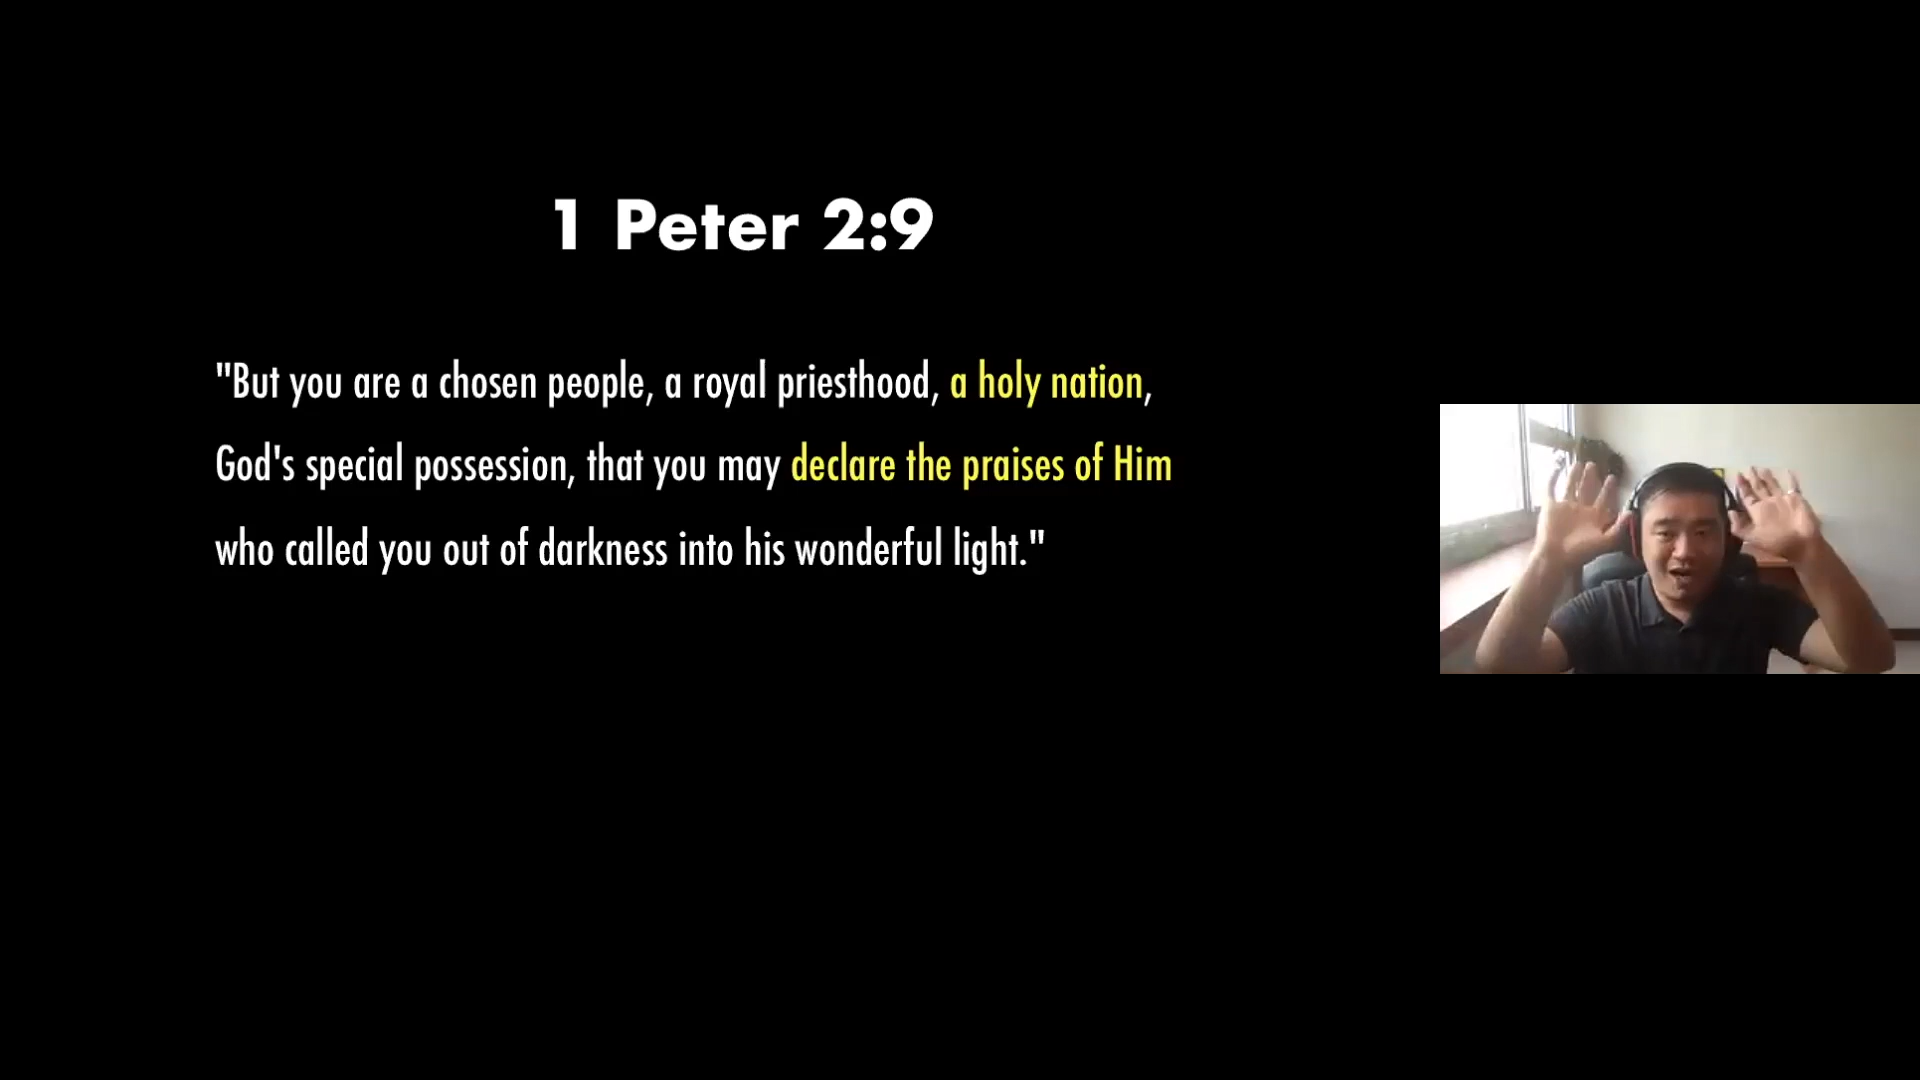 1 Peter 2:9
"But you are a chosen people, a royal priesthood, a holy nation,
God's special possession, that you may declare the praises of Him
who called you out of darkness into his wonderful light."